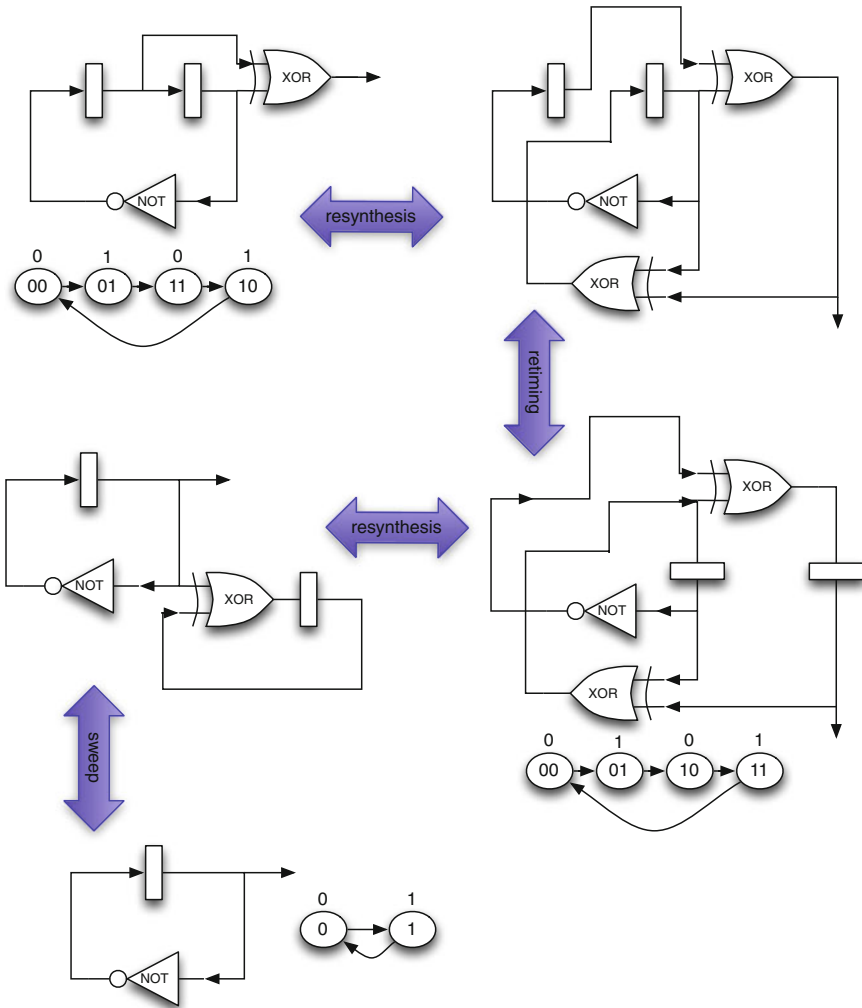 XOR
NOT
0 1 0 1
00 01 11 10
resynthesis
XOR
NOT
XOR
retiming
NOT
XOR
resynthesis
XOR
NOT
XOR
0 1 0 1
00 01 10 11
sweep
NOT
0 1
0 1